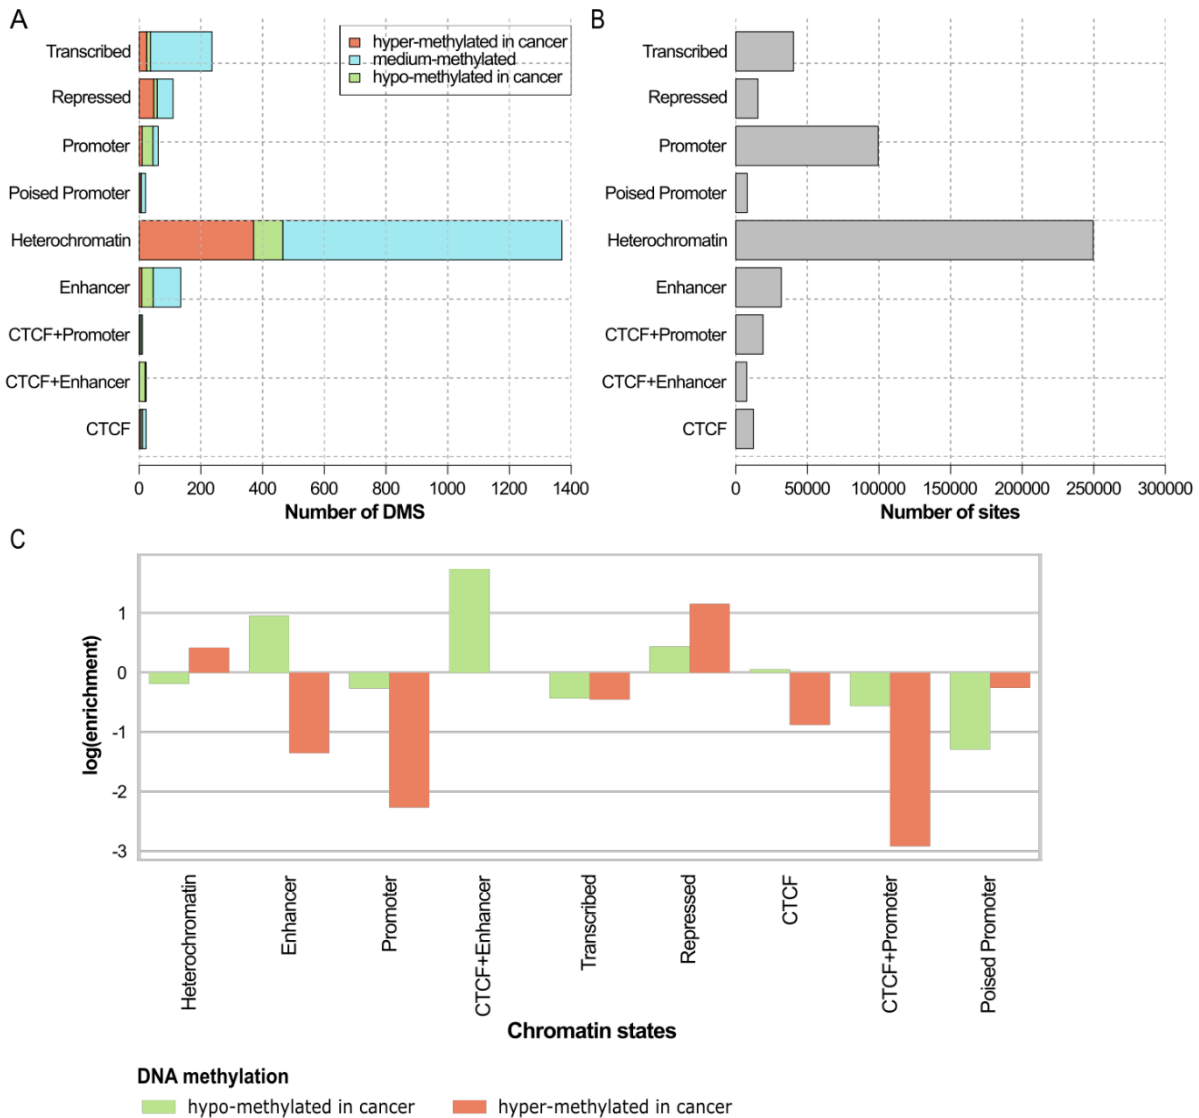 A
Transcribed
Repressed
Promoter
Poised Promoter
Heterochromatin
Enhancer
CTCF+Promoter
CTCF+Enhancer
CTCF
hyper-methylated in cancer
medium-methylated
hypo-methylated in cancer
0 200 400 600 800 1000 1200 1400
Number of DMS
B
Transcribed
Repressed
Promoter
Poised Promoter
Heterochromatin
Enhancer
CTCF+Promoter
CTCF+Enhancer
CTCF
0 50000 100000 150000 200000 250000 300000
Number of sites
C
log(enrichment)
1
0
-1
-2
-3
Heterochromatin
Enhancer
Promoter
CTCF+Enhancer
Transcribed
Repressed
CTCF
CTCF+Promoter
Poised Promoter
Chromatin states
DNA methylation
hypo-methylated in cancer hyper-methylated in cancer